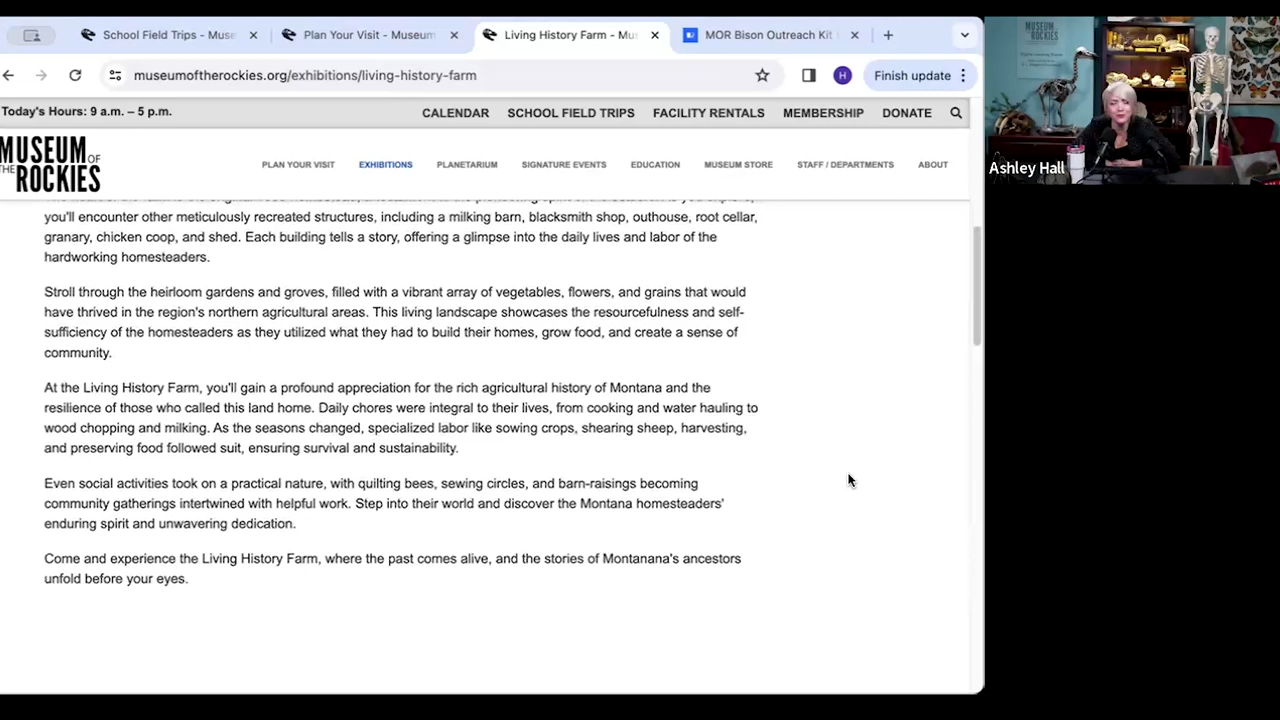 School Field Trips - Muse
Plan Your Visit - Museum
Living History Farm - Mu
MOR Bison Outreach Kit
museumoftherockies.org/exhibitions/living-history-farm
H
Finish update
Today's Hours: 9 a.m. – 5 p.m.
CALENDAR
SCHOOL FIELD TRIPS
FACILITY RENTALS
MEMBERSHIP
DONATE
MUSEUM OF
THE ROCKIES
PLAN YOUR VISIT
EXHIBITIONS
PLANETARIUM
SIGNATURE EVENTS
EDUCATION
MUSEUM STORE
STAFF / DEPARTMENTS
ABOUT
you'll encounter other meticulously recreated structures, including a milking barn, blacksmith shop, outhouse, root cellar,
granary, chicken coop, and shed. Each building tells a story, offering a glimpse into the daily lives and labor of the
hardworking homesteaders.
Stroll through the heirloom gardens and groves, filled with a vibrant array of vegetables, flowers, and grains that would
have thrived in the region's northern agricultural areas. This living landscape showcases the resourcefulness and self-
sufficiency of the homesteaders as they utilized what they had to build their homes, grow food, and create a sense of
community.
At the Living History Farm, you'll gain a profound appreciation for the rich agricultural history of Montana and the
resilience of those who called this land home. Daily chores were integral to their lives, from cooking and water hauling to
wood chopping and milking. As the seasons changed, specialized labor like sowing crops, shearing sheep, harvesting,
and preserving food followed suit, ensuring survival and sustainability.
Even social activities took on a practical nature, with quilting bees, sewing circles, and barn-raisings becoming
community gatherings intertwined with helpful work. Step into their world and discover the Montana homesteaders'
enduring spirit and unwavering dedication.
Come and experience the Living History Farm, where the past comes alive, and the stories of Montanana's ancestors
unfold before your eyes.
MUSEUM OF
THE ROCKIES
Ashley Hall